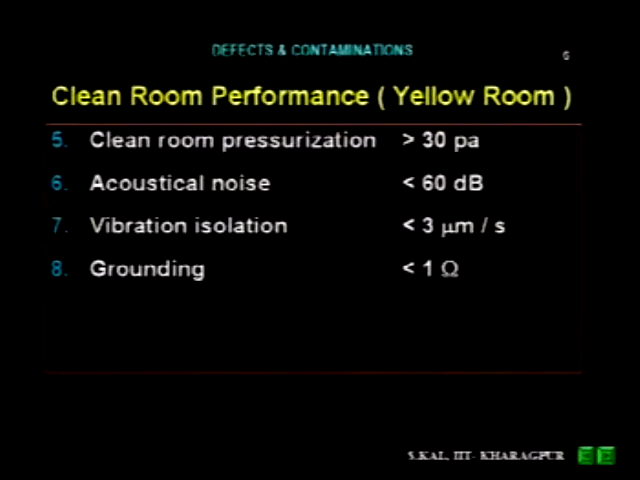 DEFECTS & CONTAMINATIONS
6
Clean Room Performance ( Yellow Room )
5. Clean room pressurization > 30 pa
6. Acoustical noise < 60 dB
7. Vibration isolation < 3 μm / s
8. Grounding < 1 Ω
S.KAL, IIT- KHARAGPUR